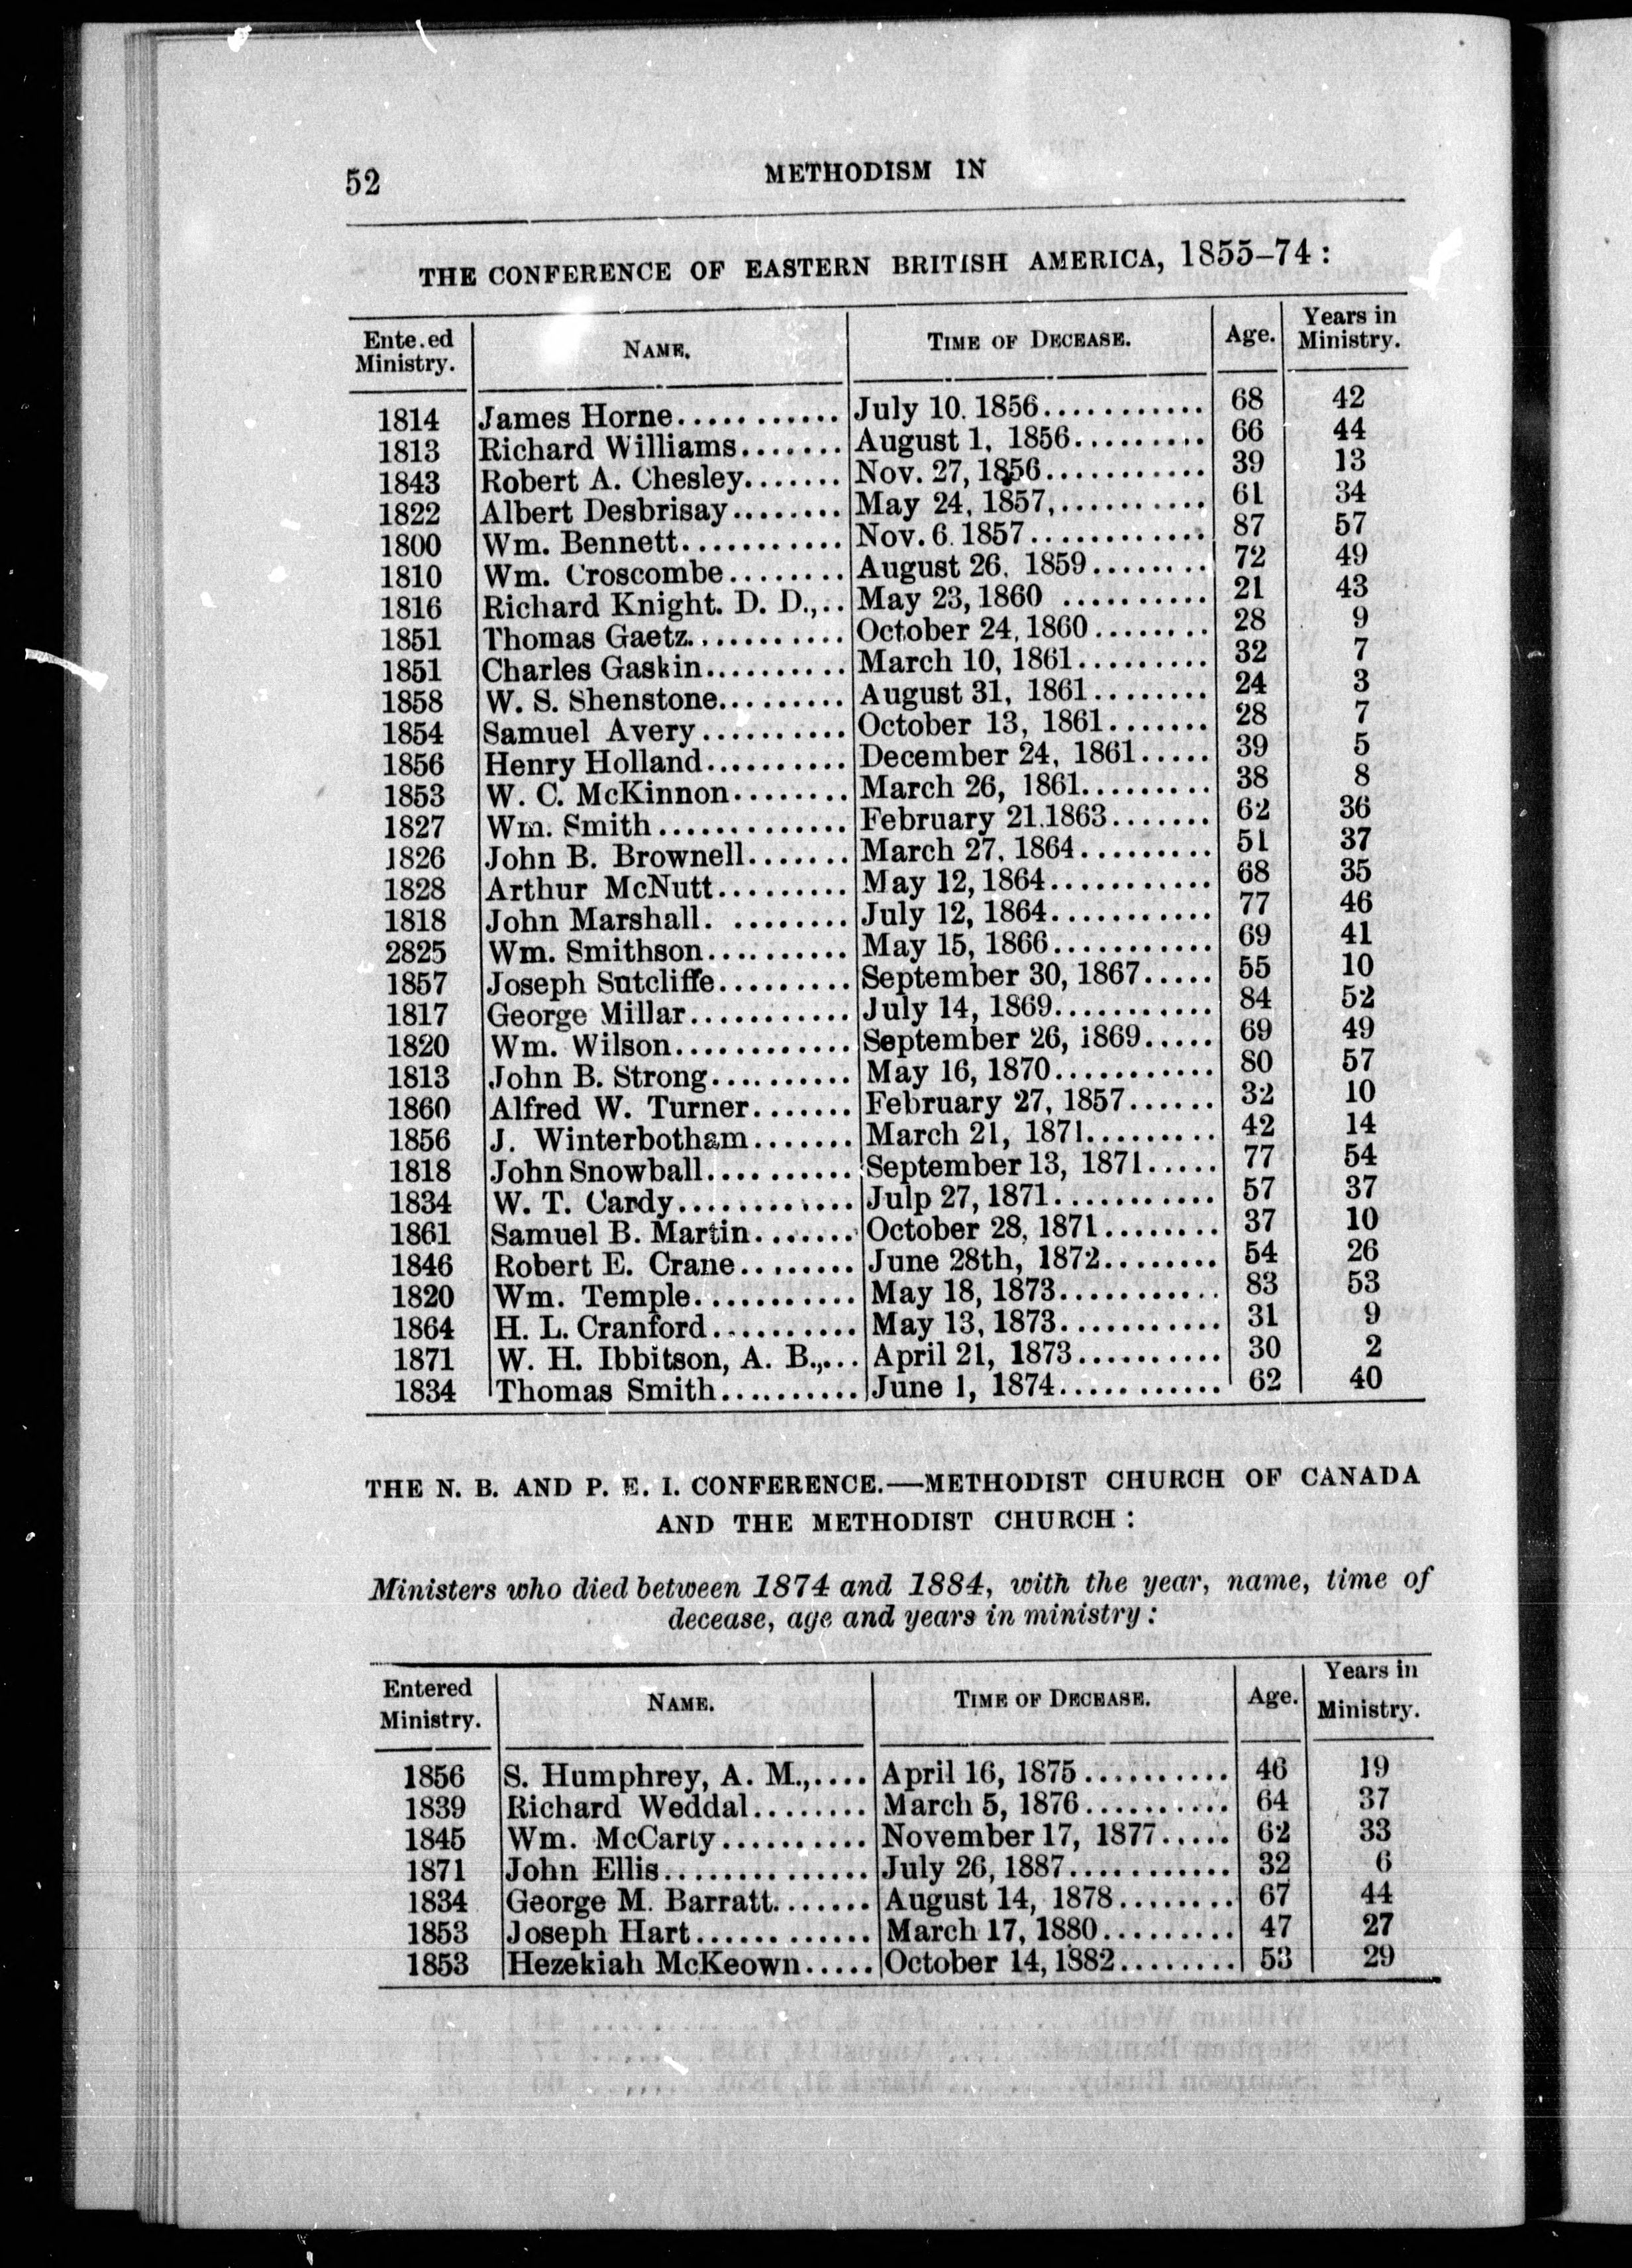 52 METHODISM IN
THE CONFERENCE OF EASTERN BRITISH AMERICA, 1855–74:
Ente.ed Ministry. NAME. TIME OF DECEASE. Age. Years in Ministry.
1814 James Horne........... July 10. 1856........... 68 42
1813 Richard Williams....... August 1, 1856......... 66 44
1843 Robert A. Chesley....... Nov. 27, 1856........... 39 13
1822 Albert Desbrisay........ May 24, 1857,.......... 61 34
1800 Wm. Bennett........... Nov. 6. 1857............ 87 57
1810 Wm. Croscombe........ August 26, 1859........ 72 49
1816 Richard Knight. D. D.,.. May 23, 1860 .......... 21 43
1851 Thomas Gaetz........... October 24, 1860........ 28 9
1851 Charles Gaskin.......... March 10, 1861......... 32 7
1858 W. S. Shenstone......... August 31, 1861........ 24 3
1854 Samuel Avery.......... October 13, 1861....... 28 7
1856 Henry Holland.......... December 24, 1861..... 39 5
1853 W. C. McKinnon........ March 26, 1861......... 38 8
1827 Wm. Smith............. February 21.1863....... 62 36
1826 John B. Brownell....... March 27, 1864......... 51 37
1828 Arthur McNutt......... May 12, 1864........... 68 35
1818 John Marshall. ........ July 12, 1864........... 77 46
2825 Wm. Smithson.......... May 15, 1866........... 69 41
1857 Joseph Sutcliffe......... September 30, 1867..... 55 10
1817 George Millar........... July 14, 1869........... 84 52
1820 Wm. Wilson............ September 26, 1869..... 69 49
1813 John B. Strong.......... May 16, 1870........... 80 57
1860 Alfred W. Turner....... February 27, 1857...... 32 10
1856 J. Winterbotham....... March 21, 1871......... 42 14
1818 John Snowball.......... September 13, 1871..... 77 54
1834 W. T. Cardy............ Julp 27, 1871........... 57 37
1861 Samuel B. Martin....... October 28, 1871........ 37 10
1846 Robert E. Crane........ June 28th, 1872........ 54 26
1820 Wm. Temple........... May 18, 1873........... 83 53
1864 H. L. Cranford.......... May 13, 1873........... 31 9
1871 W. H. Ibbitson, A. B.,... April 21, 1873.......... 30 2
1834 Thomas Smith.......... June 1, 1874............ 62 40
THE N. B. AND P. E. I. CONFERENCE.—METHODIST CHURCH OF CANADA
AND THE METHODIST CHURCH:
Ministers who died between 1874 and 1884, with the year, name, time of
decease, age and years in ministry:
Entered Ministry. NAME. TIME OF DECEASE. Age. Years in Ministry.
1856 S. Humphrey, A. M.,.... April 16, 1875.......... 46 19
1839 Richard Weddal........ March 5, 1876.......... 64 37
1845 Wm. McCarty.......... November 17, 1877..... 62 33
1871 John Ellis.............. July 26, 1887........... 32 6
1834 George M. Barratt....... August 14, 1878........ 67 44
1853 Joseph Hart............ March 17, 1880......... 47 27
1853 Hezekiah McKeown..... October 14, 1882........ 53 29